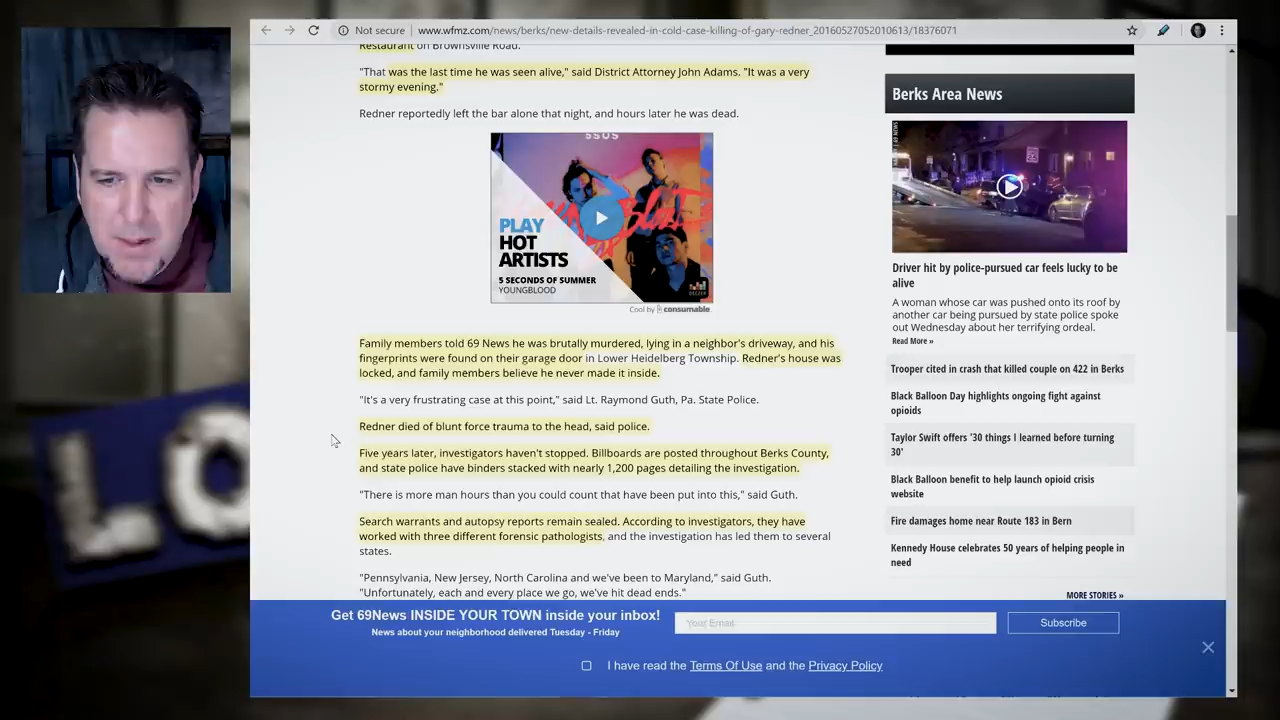 Not secure
www.wfmz.com/news/berks/new-details-revealed-in-cold-case-killing-of-gary-redner_20160527052010613/18376071
Restaurant on Brownsville Road.
"That was the last time he was seen alive," said District Attorney John Adams. "It was a very
stormy evening."
Redner reportedly left the bar alone that night, and hours later he was dead.
5SOS
PLAY
HOT
ARTISTS
5 SECONDS OF SUMMER
YOUNGBLOOD
DEEZER
Cool by consumable.
Family members told 69 News he was brutally murdered, lying in a neighbor's driveway, and his
fingerprints were found on their garage door in Lower Heidelberg Township. Redner's house was
locked, and family members believe he never made it inside.
"It's a very frustrating case at this point," said Lt. Raymond Guth, Pa. State Police.
Redner died of blunt force trauma to the head, said police.
Five years later, investigators haven't stopped. Billboards are posted throughout Berks County,
and state police have binders stacked with nearly 1,200 pages detailing the investigation.
"There is more man hours than you could count that have been put into this," said Guth.
Search warrants and autopsy reports remain sealed. According to investigators, they have
worked with three different forensic pathologists, and the investigation has led them to several
states.
"Pennsylvania, New Jersey, North Carolina and we've been to Maryland," said Guth.
"Unfortunately, each and every place we go, we've hit dead ends."
Berks Area News
Driver hit by police-pursued car feels lucky to be
alive
A woman whose car was pushed onto its roof by
another car being pursued by state police spoke
out Wednesday about her terrifying ordeal.
Read More »
Trooper cited in crash that killed couple on 422 in Berks
Black Balloon Day highlights ongoing fight against
opioids
Taylor Swift offers '30 things I learned before turning
30'
Black Balloon benefit to help launch opioid crisis
website
Fire damages home near Route 183 in Bern
Kennedy House celebrates 50 years of helping people in
need
MORE STORIES »
Get 69News INSIDE YOUR TOWN inside your inbox!
News about your neighborhood delivered Tuesday - Friday
Your Email
Subscribe
I have read the Terms Of Use and the Privacy Policy
LO